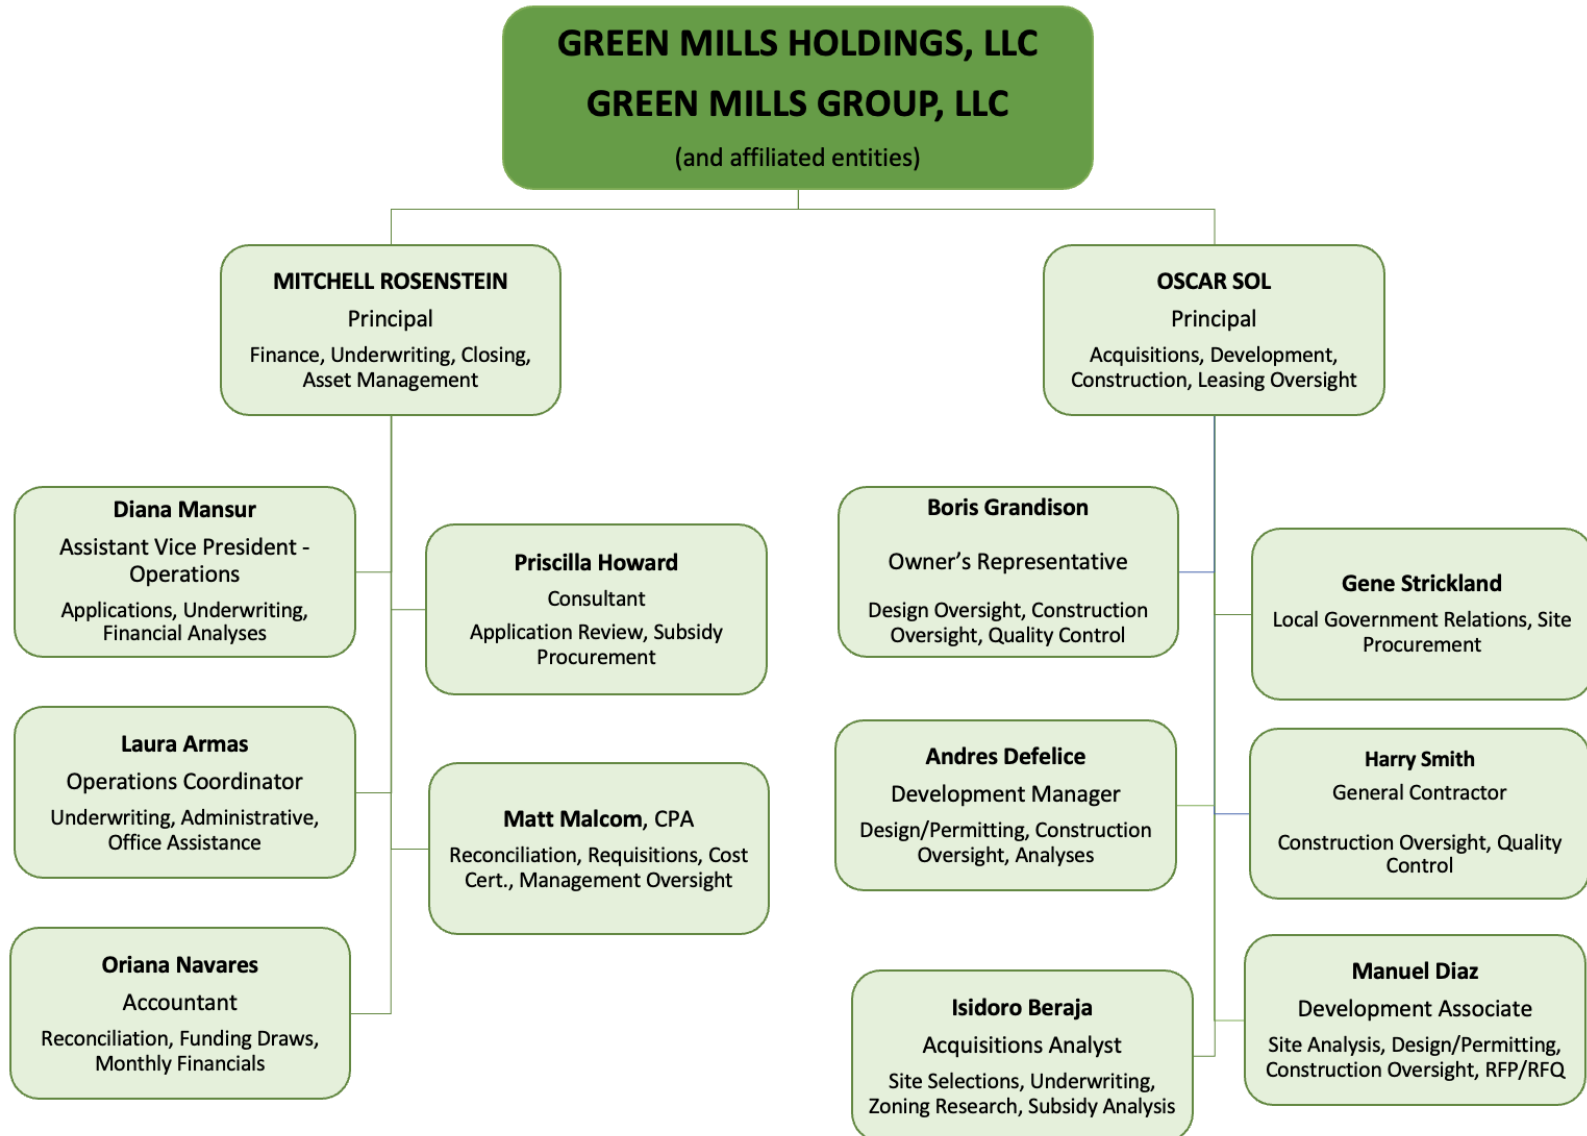 GREEN MILLS HOLDINGS, LLC
GREEN MILLS GROUP, LLC
(and affiliated entities)
MITCHELL ROSENSTEIN
Principal
Finance, Underwriting, Closing,
Asset Management
OSCAR SOL
Principal
Acquisitions, Development,
Construction, Leasing Oversight
Diana Mansur
Assistant Vice President -
Operations
Applications, Underwriting,
Financial Analyses
Priscilla Howard
Consultant
Application Review, Subsidy
Procurement
Laura Armas
Operations Coordinator
Underwriting, Administrative,
Office Assistance
Matt Malcom, CPA
Reconciliation, Requisitions, Cost
Cert., Management Oversight
Oriana Navares
Accountant
Reconciliation, Funding Draws,
Monthly Financials
Boris Grandison
Owner’s Representative
Design Oversight, Construction
Oversight, Quality Control
Gene Strickland
Local Government Relations, Site
Procurement
Andres Defelice
Development Manager
Design/Permitting, Construction
Oversight, Analyses
Harry Smith
General Contractor
Construction Oversight, Quality
Control
Isidoro Beraja
Acquisitions Analyst
Site Selections, Underwriting,
Zoning Research, Subsidy Analysis
Manuel Diaz
Development Associate
Site Analysis, Design/Permitting,
Construction Oversight, RFP/RFQ